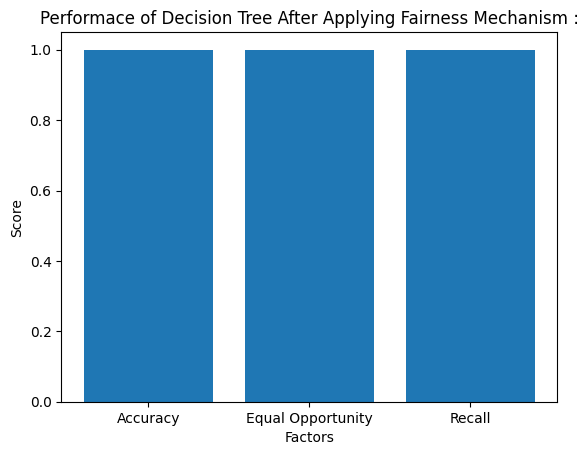 Performace of Decision Tree After Applying Fairness Mechanism :
1.0
0.8
0.6
0.4
0.2
0.0
Score
Accuracy Equal Opportunity Recall
Factors